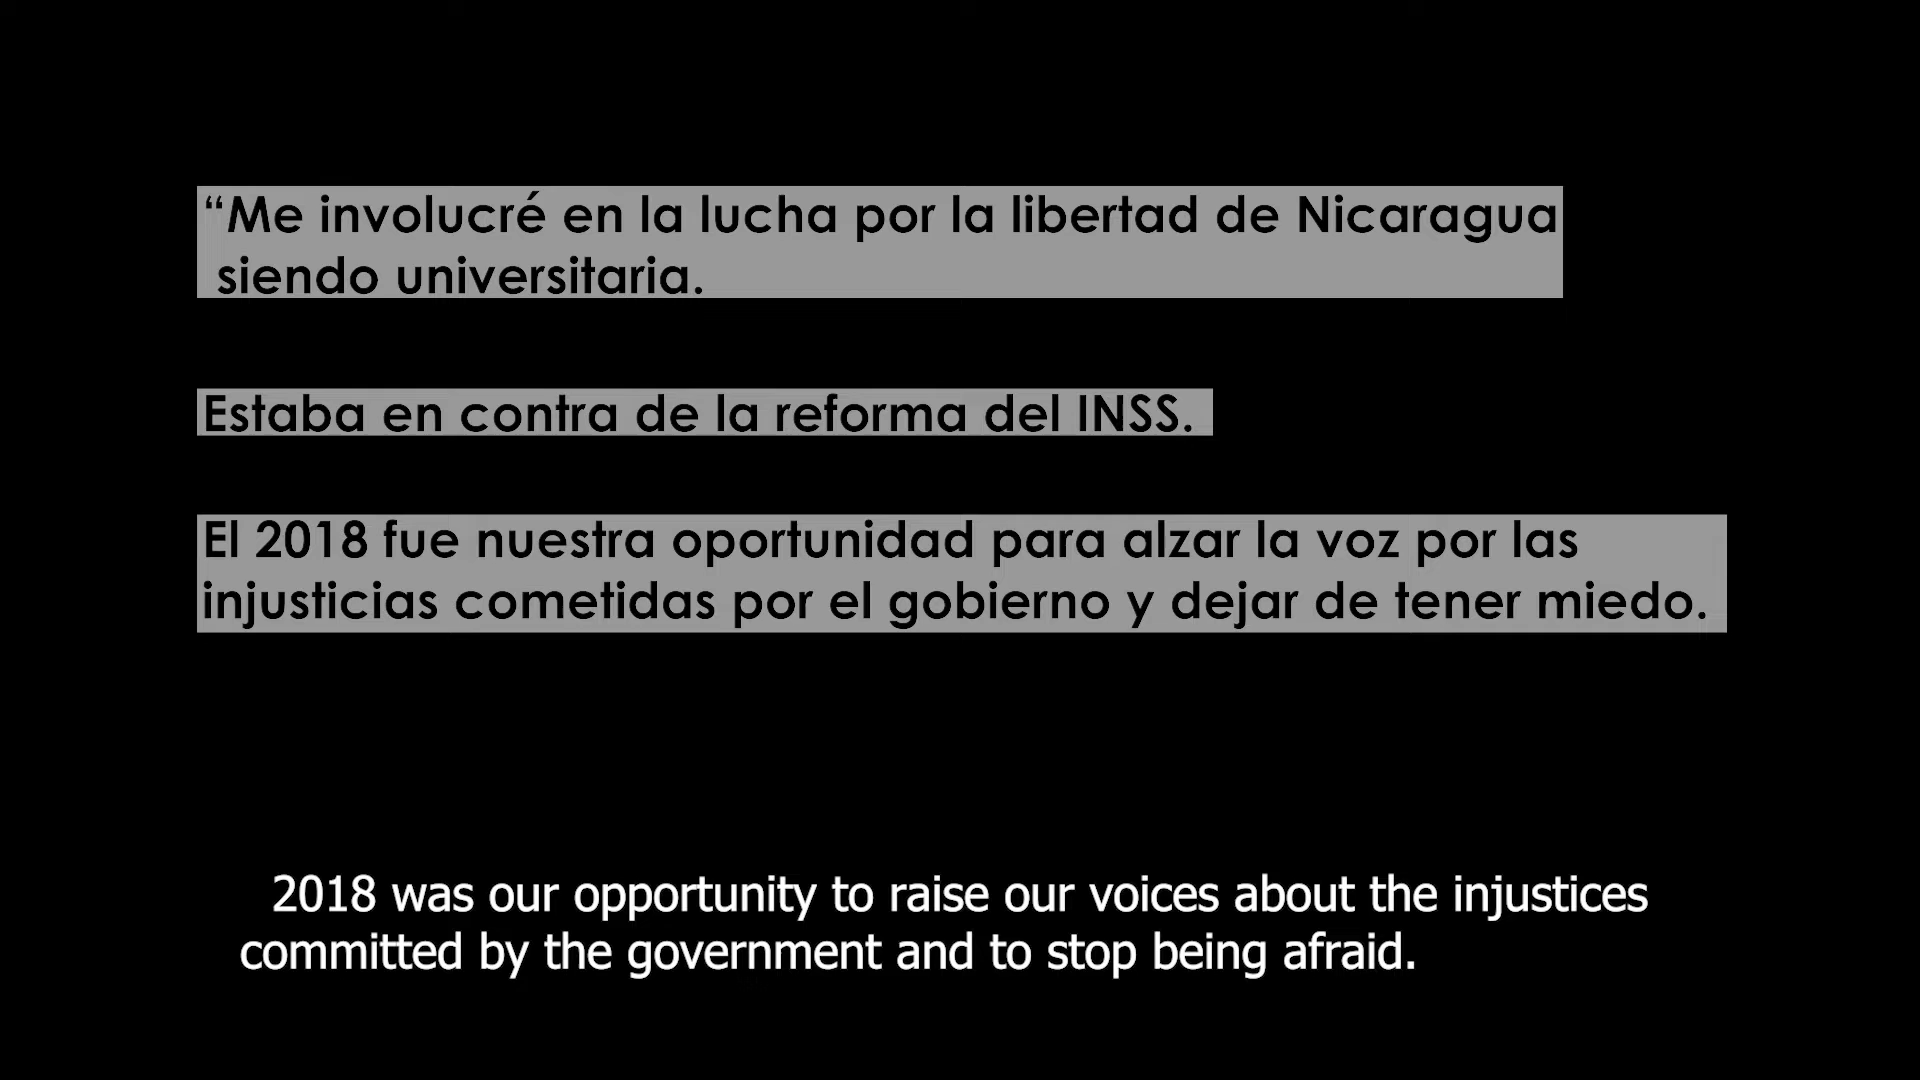 “Me involucré en la lucha por la libertad de Nicaragua
siendo universitaria.
Estaba en contra de la reforma del INSS.
El 2018 fue nuestra oportunidad para alzar la voz por las
injusticias cometidas por el gobierno y dejar de tener miedo.
2018 was our opportunity to raise our voices about the injustices
committed by the government and to stop being afraid.